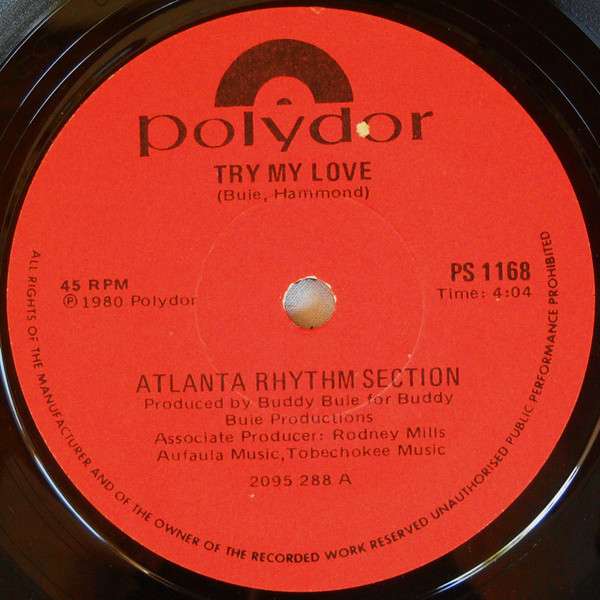 polydor
TRY MY LOVE
(Buie, Hammond)
45 RPM
℗ 1980 Polydor
PS 1168
Time: 4:04
ATLANTA RHYTHM SECTION
Produced by Buddy Buie for Buddy
Buie Productions
Associate Producer: Rodney Mills
Aufaula Music, Tobechokee Music
2095 288 A
ALL RIGHTS OF THE MANUFACTURER AND OF THE OWNER OF THE RECORDED WORK RESERVED UNAUTHORISED PUBLIC PERFORMANCE PROHIBITED